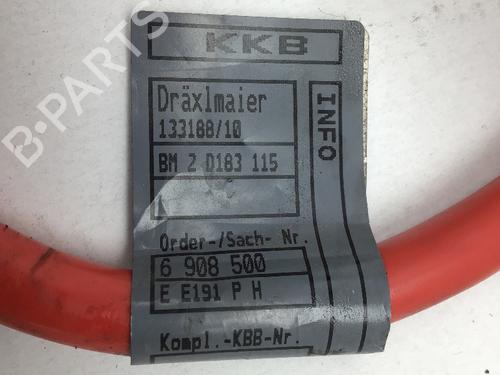 KKB
Dräxlmaier
133188/10
BM 2 D183 115
Order-/Sach- Nr.
6 908 500
E E191 P H
Kompl.-KBB-Nr.
INFO
B-PARTS